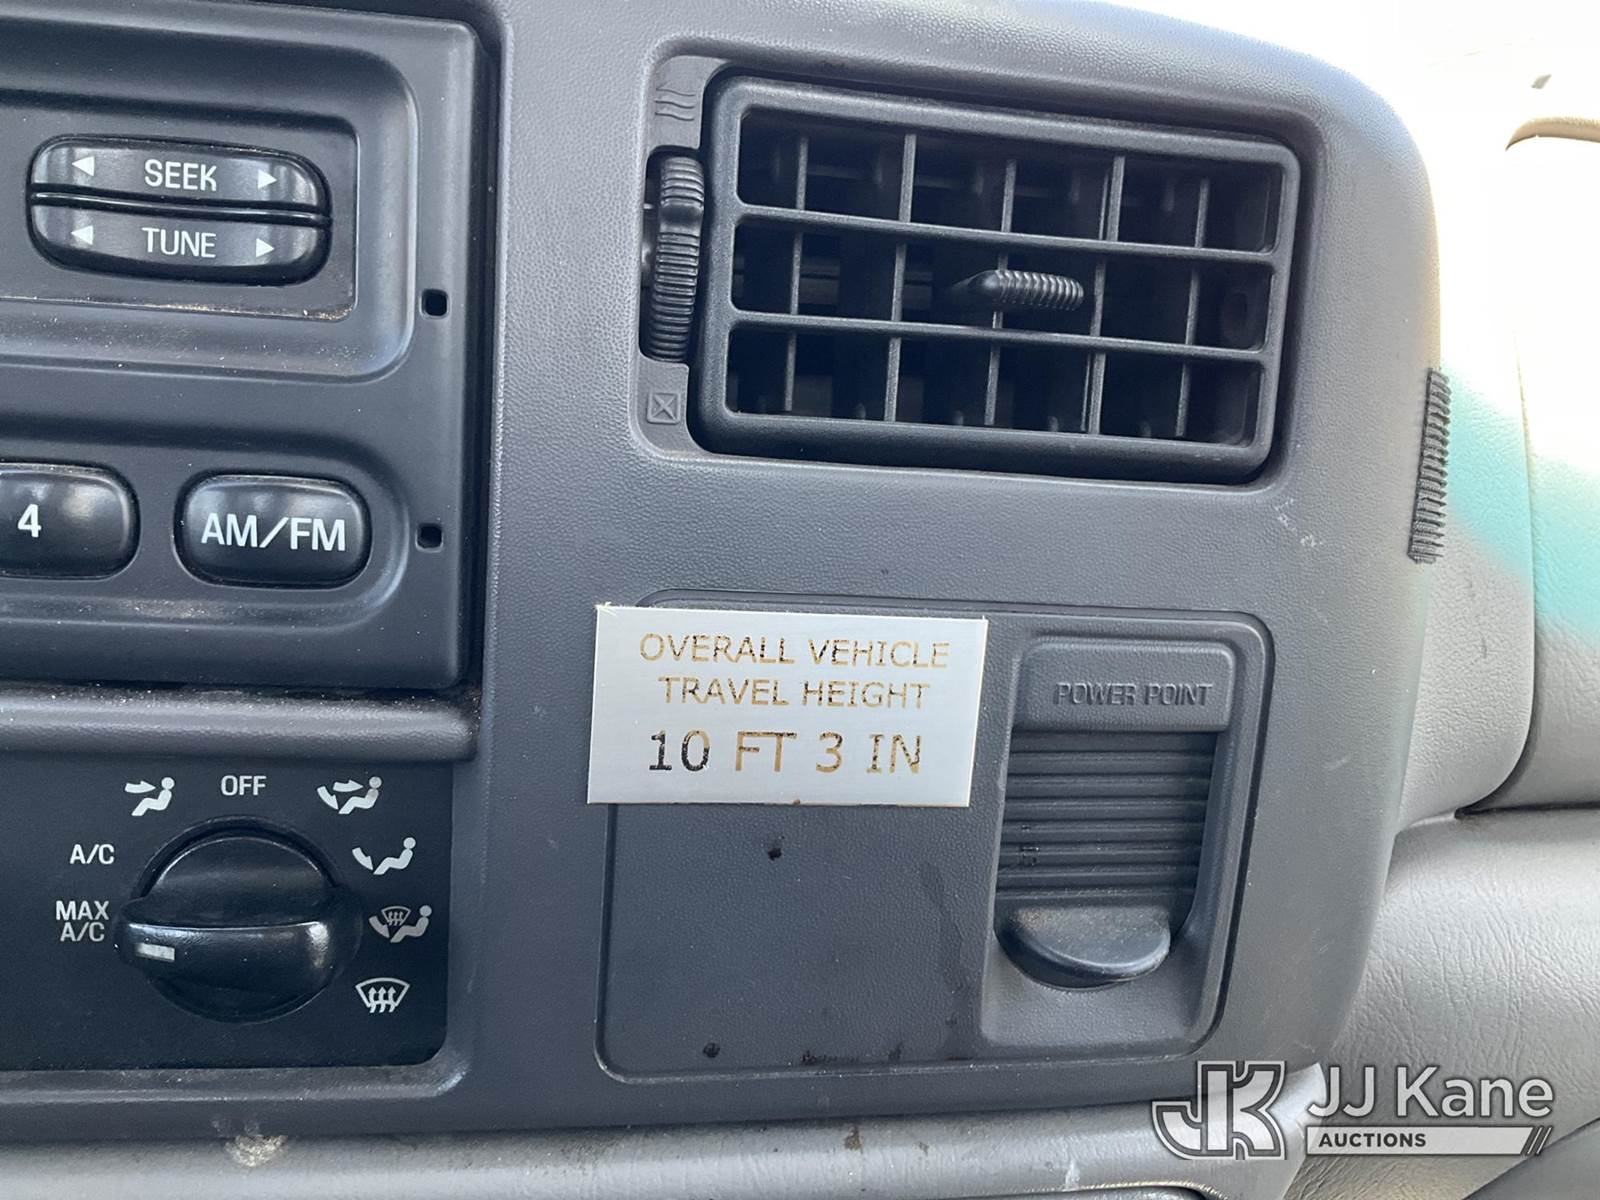 SEEK
TUNE
4
AM/FM
OVERALL VEHICLE
TRAVEL HEIGHT
10 FT 3 IN
POWER POINT
OFF
A/C
MAX
A/C
JK JJ Kane
AUCTIONS